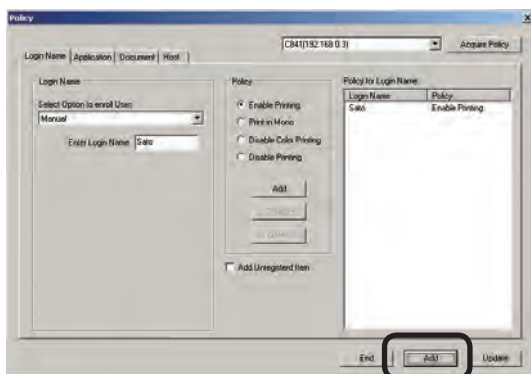 Policy
C841(192.168.0.3)
Acquire Policy
Login Name
Application
Document
Host
Login Name
Select Option to enroll User:
Manual
Enter Login Name
Sato
Policy
Enable Printing
Print in Mono
Disable Color Printing
Disable Printing
Add
Add Unregisterd Item
Policy for Login Name
Login Name Policy
Sato Enable Printing
End
Add
Update